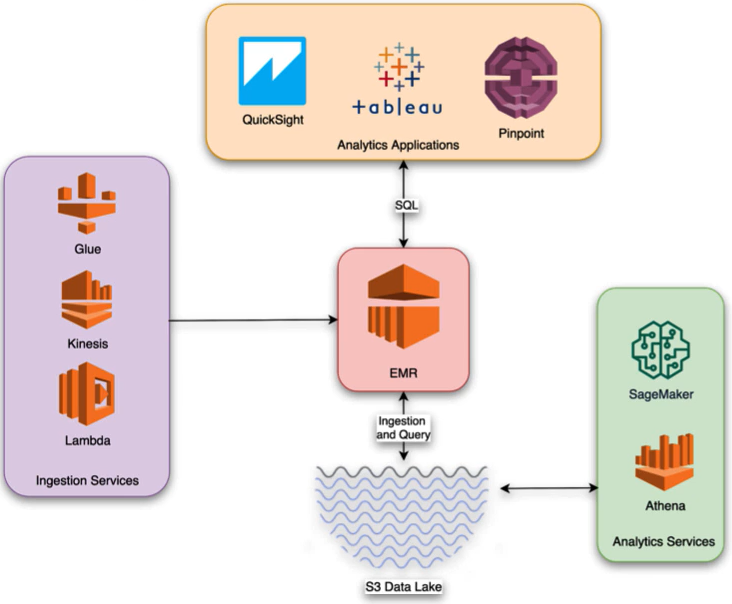 QuickSight
+ableau
Pinpoint
Analytics Applications
SQL
Glue
Kinesis
Lambda
Ingestion Services
EMR
Ingestion
and Query
S3 Data Lake
SageMaker
Athena
Analytics Services